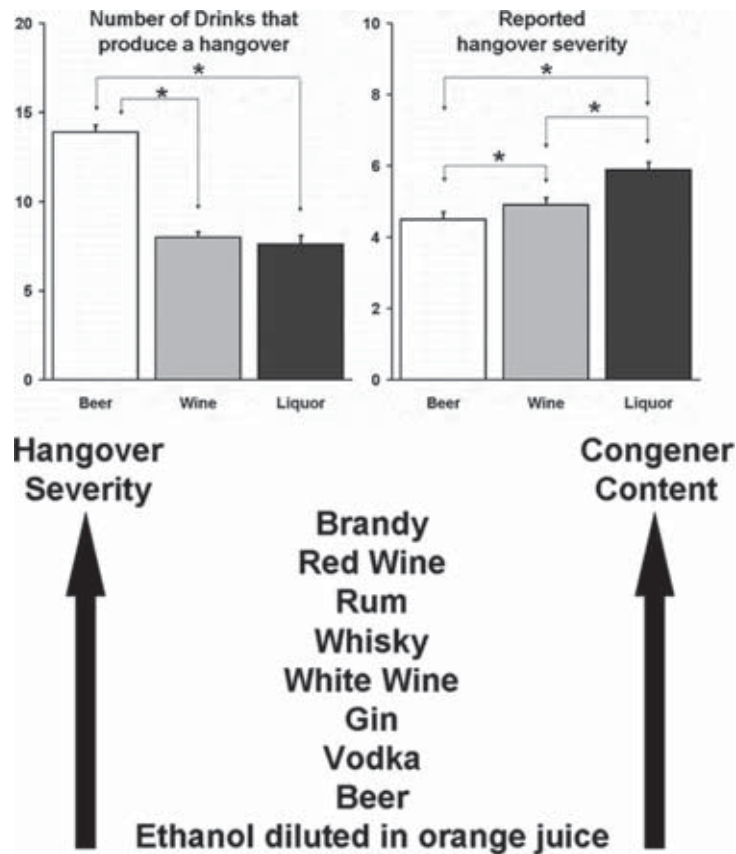 Number of Drinks that
produce a hangover
20
15
10
5
0
*
*
Beer
Wine
Liquor
Reported
hangover severity
10
8
6
4
2
0
*
*
*
Beer
Wine
Liquor
Hangover
Severity
Congener
Content
Brandy
Red Wine
Rum
Whisky
White Wine
Gin
Vodka
Beer
Ethanol diluted in orange juice